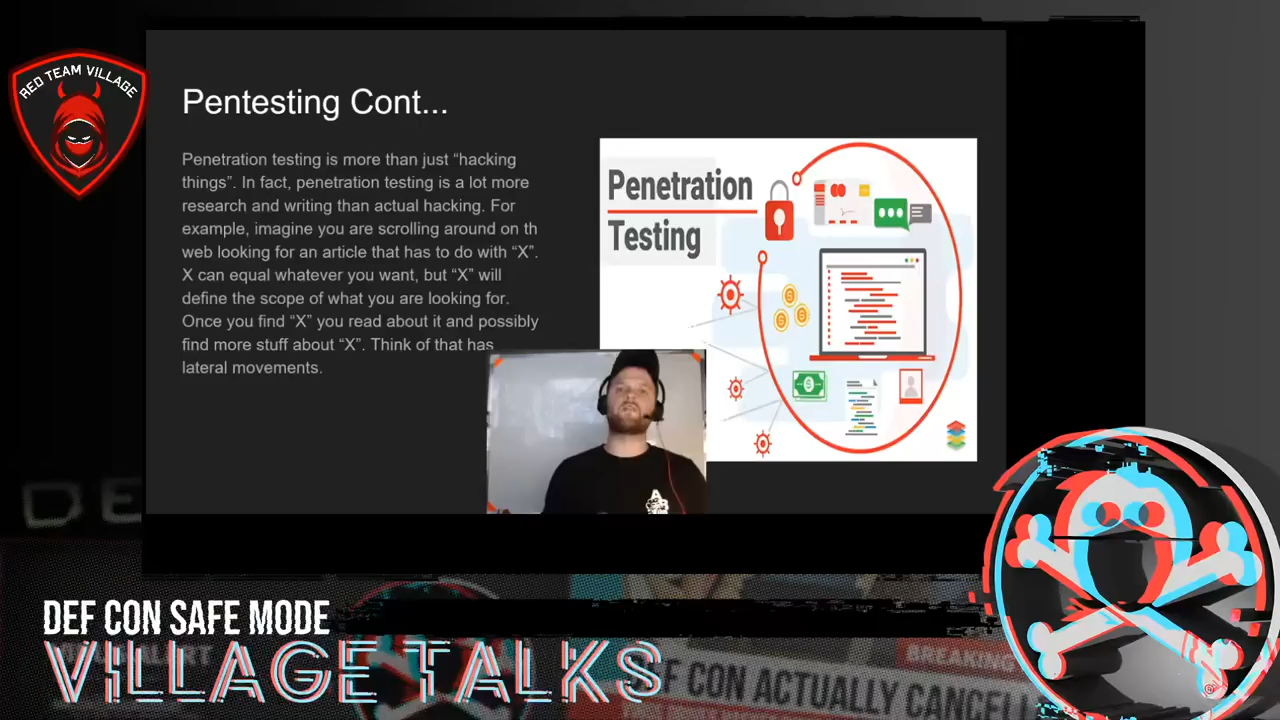 RED TEAM VILLAGE
Pentesting Cont...
Penetration testing is more than just “hacking
things”. In fact, penetration testing is a lot more
research and writing than actual hacking. For
example, imagine you are scrolling around on th
web looking for an article that has to do with “X”.
X can equal whatever you want, but “X” will
define the scope of what you are looking for.
Once you find “X” you read about it and possibly
find more stuff about “X”. Think of that has
lateral movements.
Penetration
Testing
DE
DEF CON SAFE MODE
VILLAGE TALKS
BREAKING
DEF CON ACTUALLY CANCELL